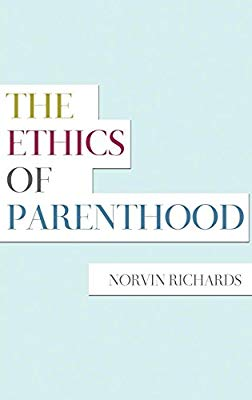 THE
ETHICS
OF
PARENTHOOD
NORVIN RICHARDS